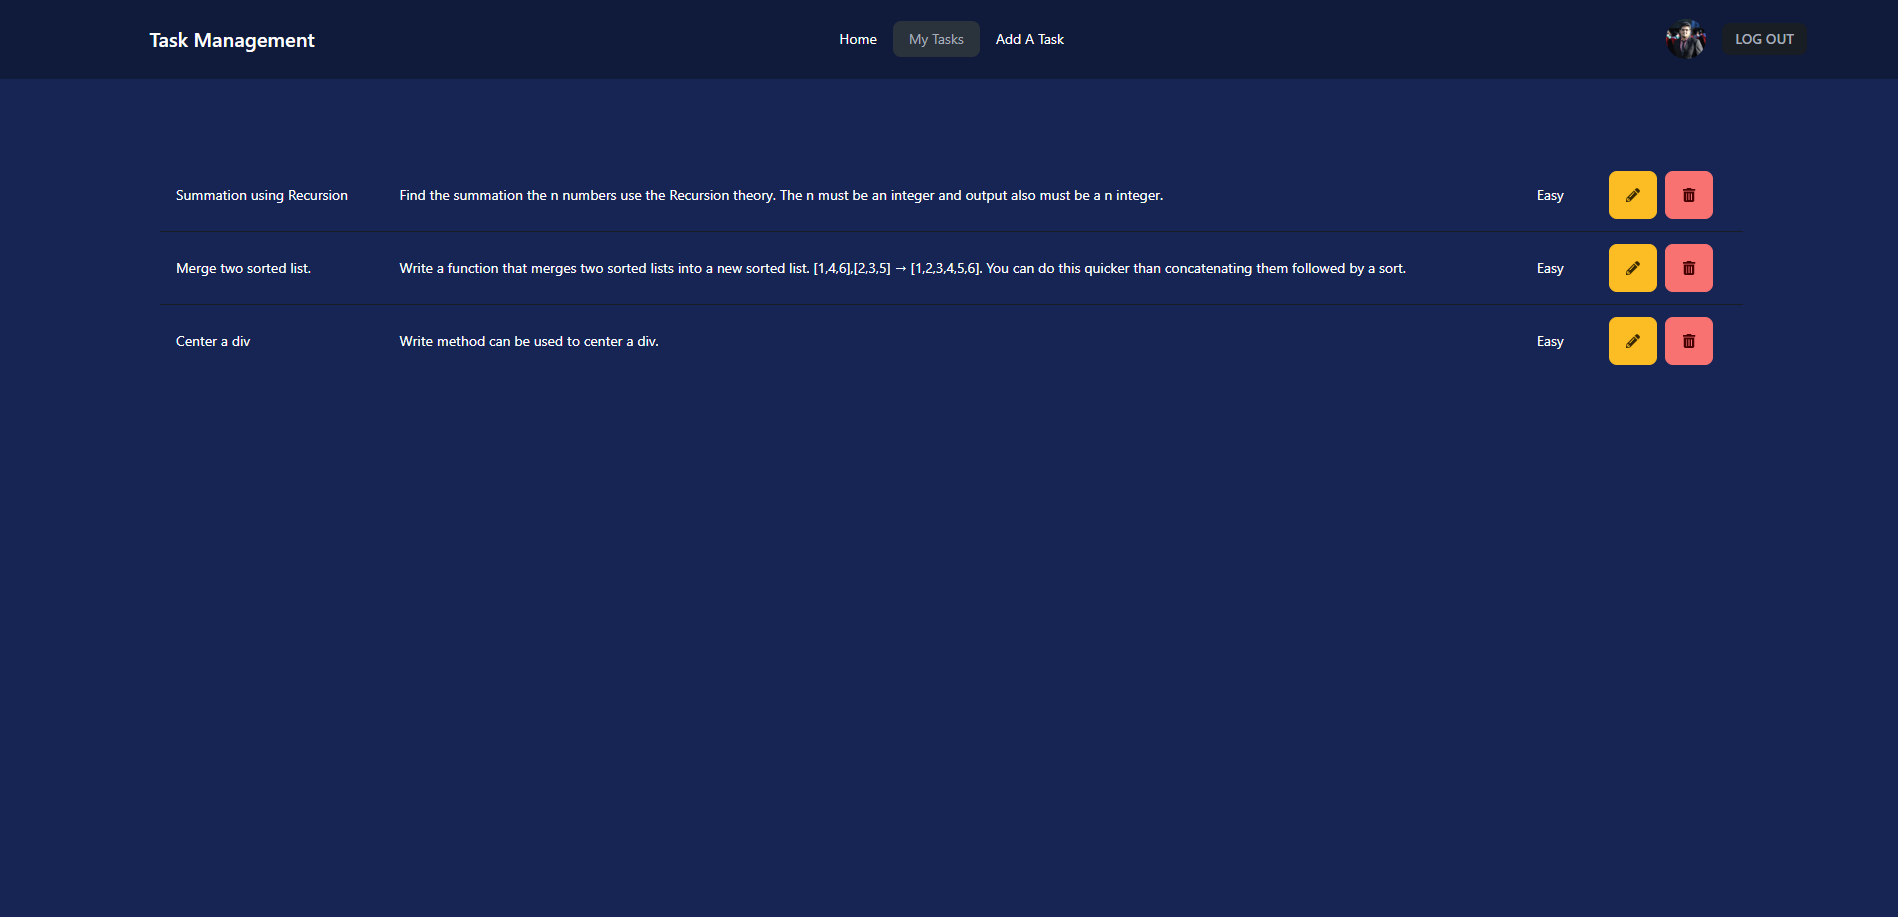 Task Management
Home
My Tasks
Add A Task
LOG OUT
Summation using Recursion
Find the summation the n numbers use the Recursion theory. The n must be an integer and output also must be a n integer.
Easy
Merge two sorted list.
Write a function that merges two sorted lists into a new sorted list. [1,4,6],[2,3,5] → [1,2,3,4,5,6]. You can do this quicker than concatenating them followed by a sort.
Easy
Center a div
Write method can be used to center a div.
Easy